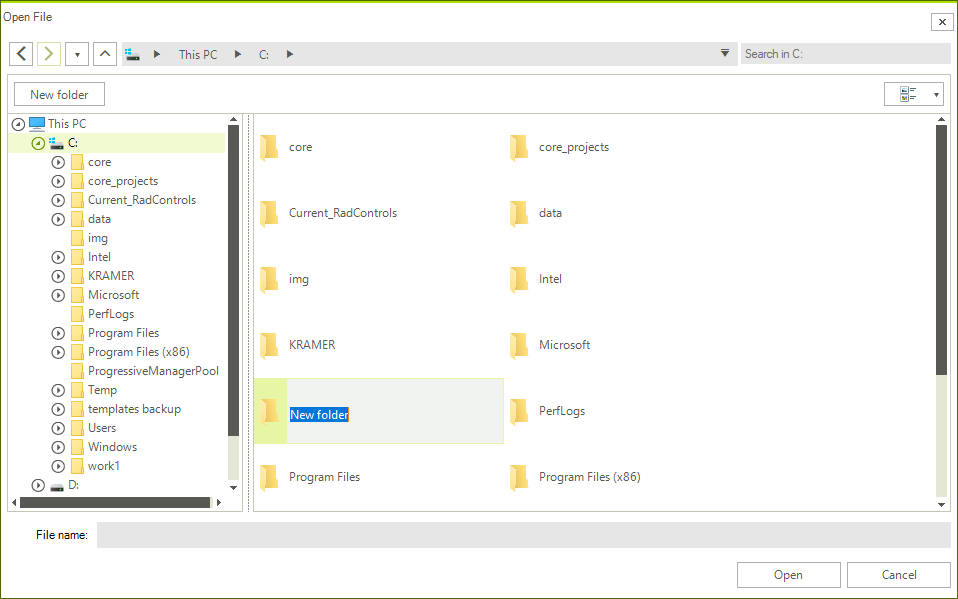 Open File
This PC
C:
Search in C:
New folder
This PC
C:
core
core_projects
Current_RadControls
data
img
Intel
KRAMER
Microsoft
PerfLogs
Program Files
Program Files (x86)
ProgressiveManagerPool
Temp
templates backup
Users
Windows
work1
D:
core
core_projects
Current_RadControls
data
img
Intel
KRAMER
Microsoft
New folder
PerfLogs
Program Files
Program Files (x86)
File name:
Open
Cancel